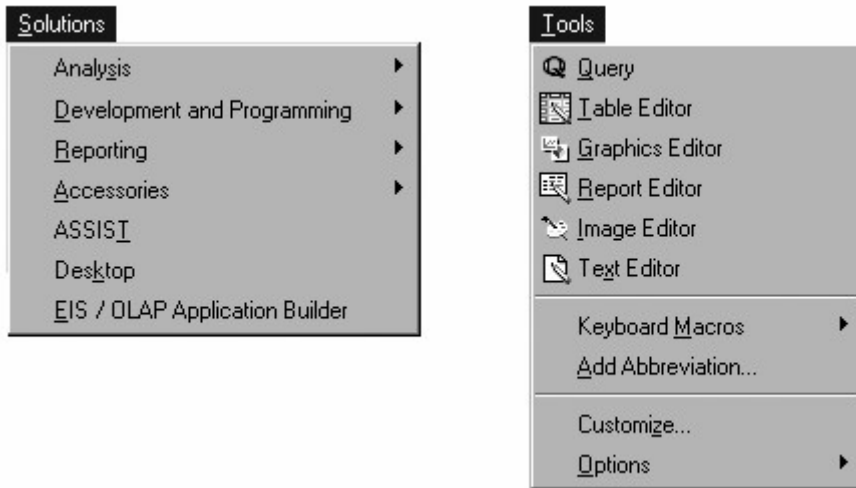 Solutions
Analysis
Development and Programming
Reporting
Accessories
ASSIST
Desktop
EIS / OLAP Application Builder
Tools
Query
Table Editor
Graphics Editor
Report Editor
Image Editor
Text Editor
Keyboard Macros
Add Abbreviation...
Customize...
Options